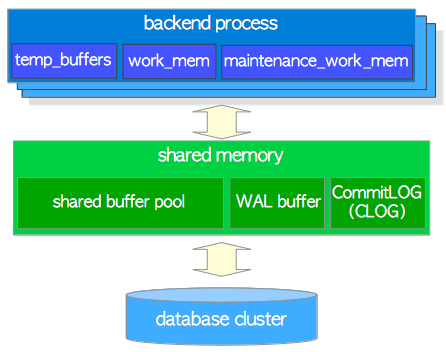 backend process
temp_buffers
work_mem
maintenance_work_mem
shared memory
shared buffer pool
WAL buffer
CommitLOG
(CLOG)
database cluster